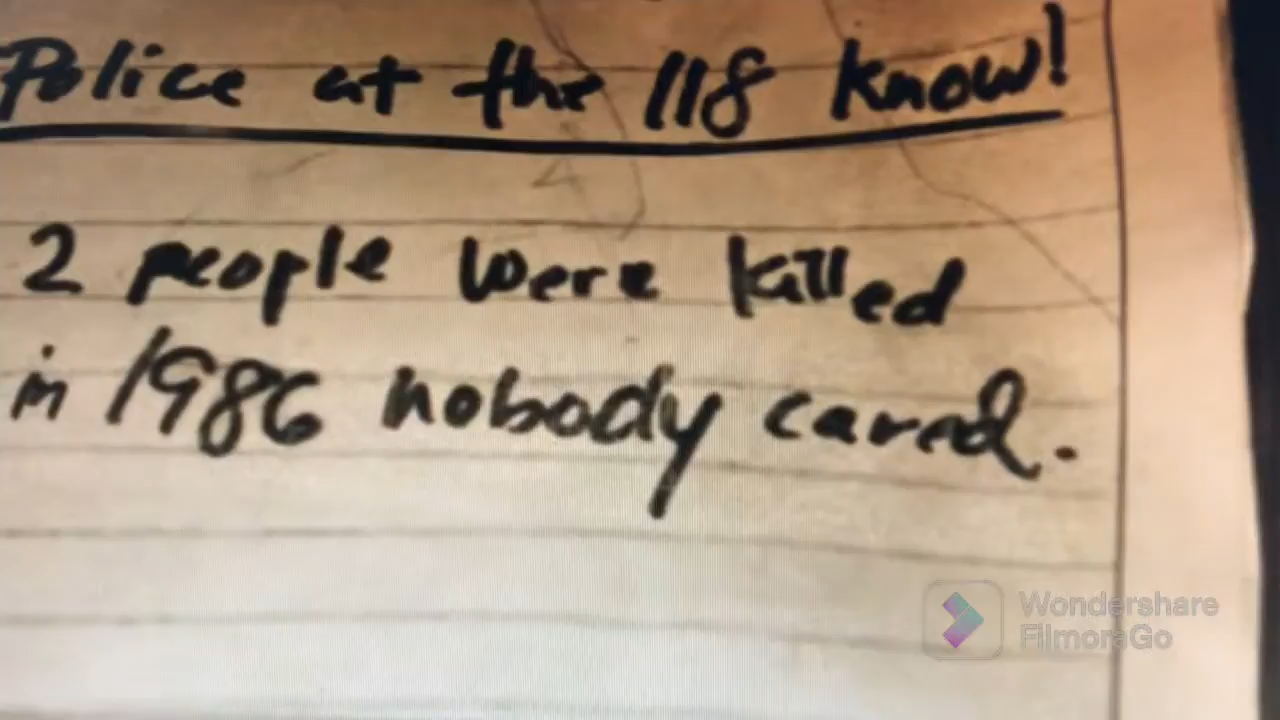 Police at the 118 know!
2 people were killed
in 1986 nobody cared.
Wondershare
FilmoraGo